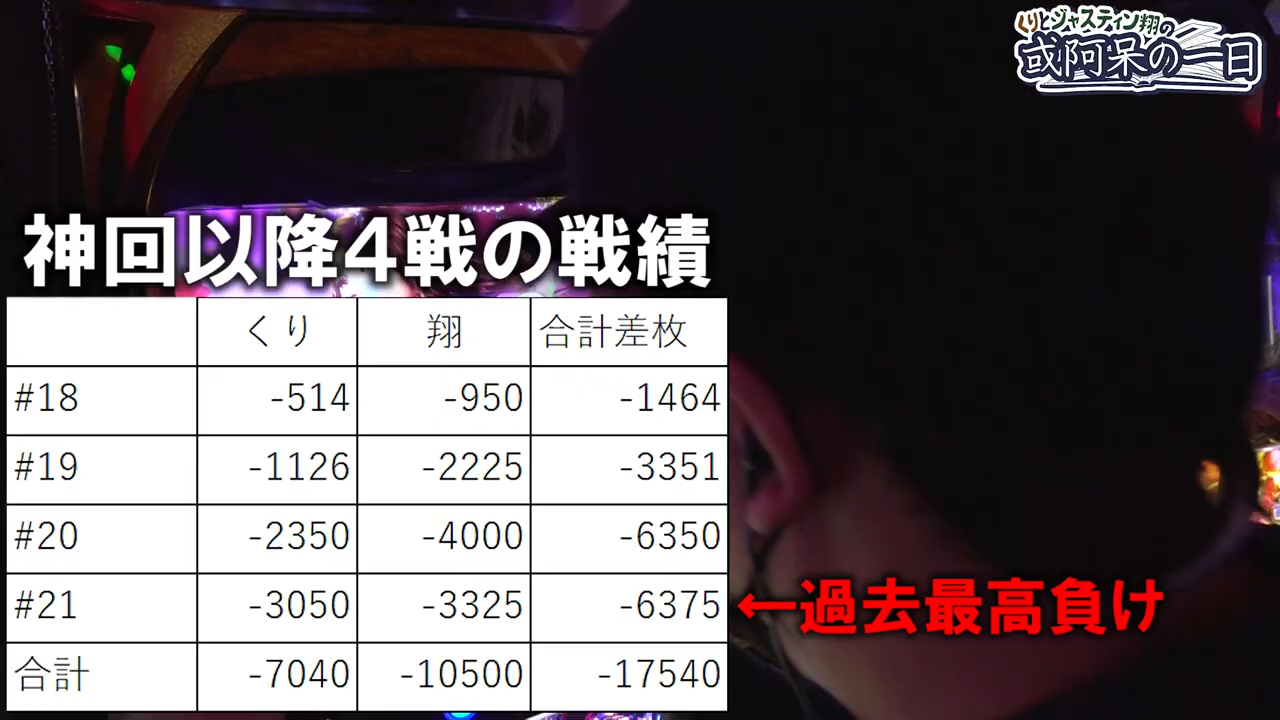 くりとジャスティン翔の
或阿呆の一日
神回以降4戦の戦績
くり 翔 合計差枚
#18 -514 -950 -1464
#19 -1126 -2225 -3351
#20 -2350 -4000 -6350
#21 -3050 -3325 -6375 ←過去最高負け
合計 -7040 -10500 -17540